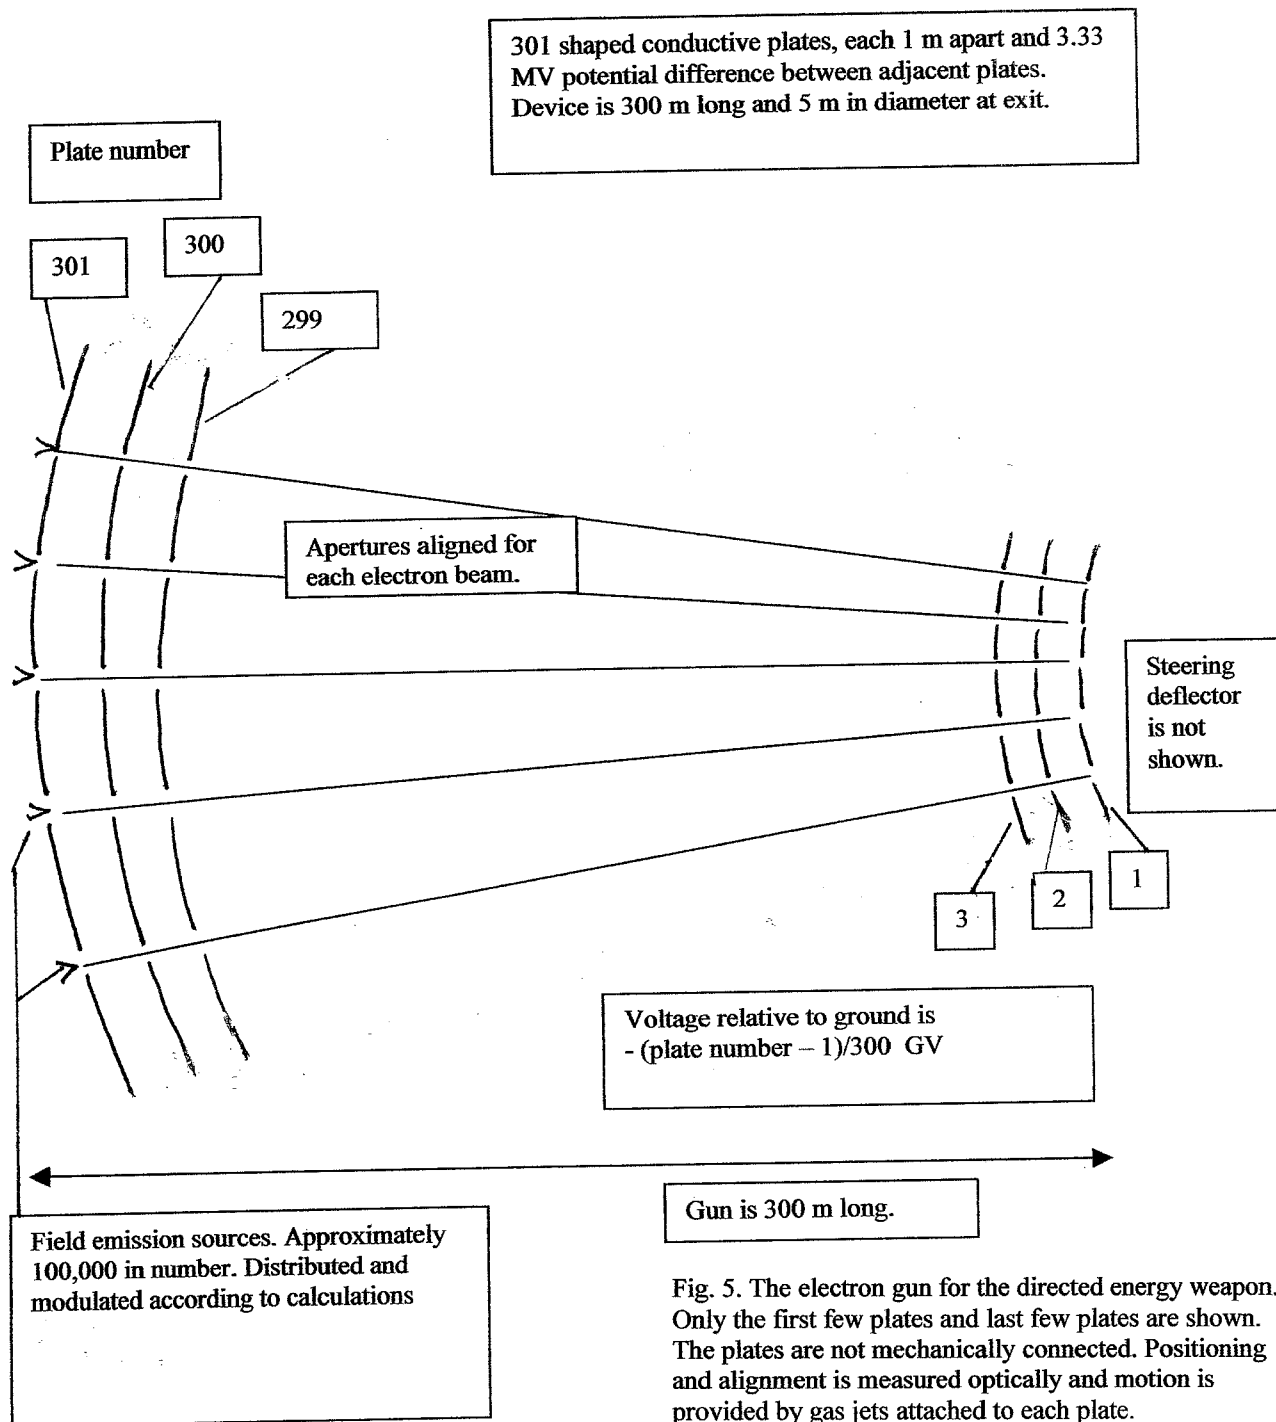 301 shaped conductive plates, each 1 m apart and 3.33
MV potential difference between adjacent plates.
Device is 300 m long and 5 m in diameter at exit.
Plate number
301
300
299
Apertures aligned for
each electron beam.
Steering
deflector
is not
shown.
3
2
1
Voltage relative to ground is
- (plate number – 1)/300 GV
Gun is 300 m long.
Field emission sources. Approximately
100,000 in number. Distributed and
modulated according to calculations
Fig. 5. The electron gun for the directed energy weapon.
Only the first few plates and last few plates are shown.
The plates are not mechanically connected. Positioning
and alignment is measured optically and motion is
provided by gas jets attached to each plate.